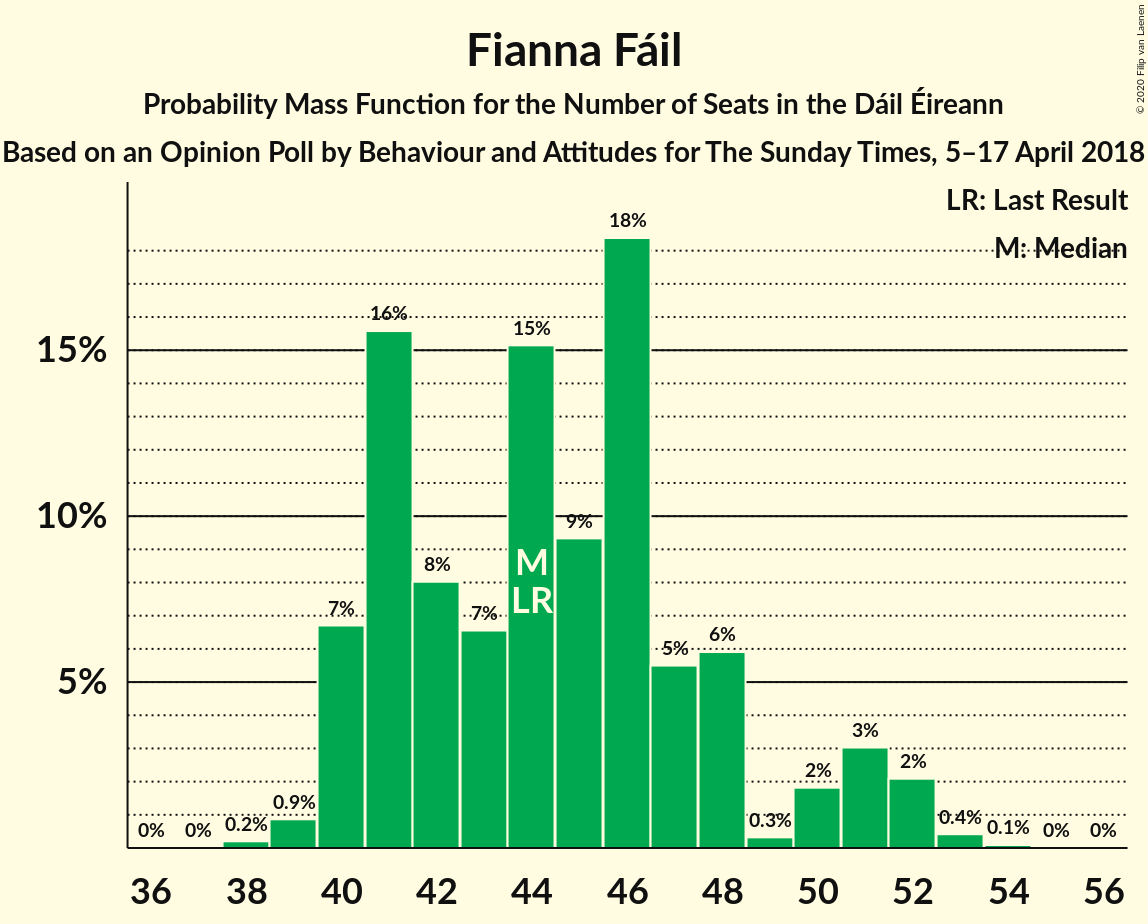 Fianna Fáil
Probability Mass Function for the Number of Seats in the Dáil Éireann
Based on an Opinion Poll by Behaviour and Attitudes for The Sunday Times, 5–17 April 2018
© 2020 Filip van Laenen
LR: Last Result
M: Median
15%
10%
5%
0%
0%
0.2%
0.9%
7%
16%
8%
7%
15%
9%
18%
5%
6%
0.3%
2%
3%
2%
0.4%
0.1%
0%
0%
M
LR
36 38 40 42 44 46 48 50 52 54 56